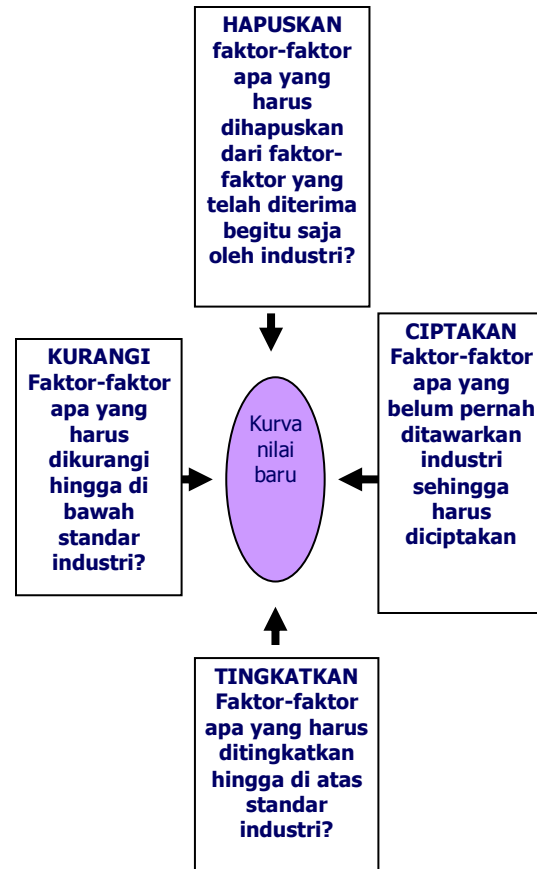 HAPUSKAN
faktor-faktor
apa yang
harus
dihapuskan
dari faktor-
faktor yang
telah diterima
begitu saja
oleh industri?
KURANGI
Faktor-faktor
apa yang
harus
dikurangi
hingga di
bawah
standar
industri?
Kurva
nilai
baru
CIPTAKAN
Faktor-faktor
apa yang
belum pernah
ditawarkan
industri
sehingga
harus
diciptakan
TINGKATKAN
Faktor-faktor
apa yang harus
ditingkatkan
hingga di atas
standar
industri?